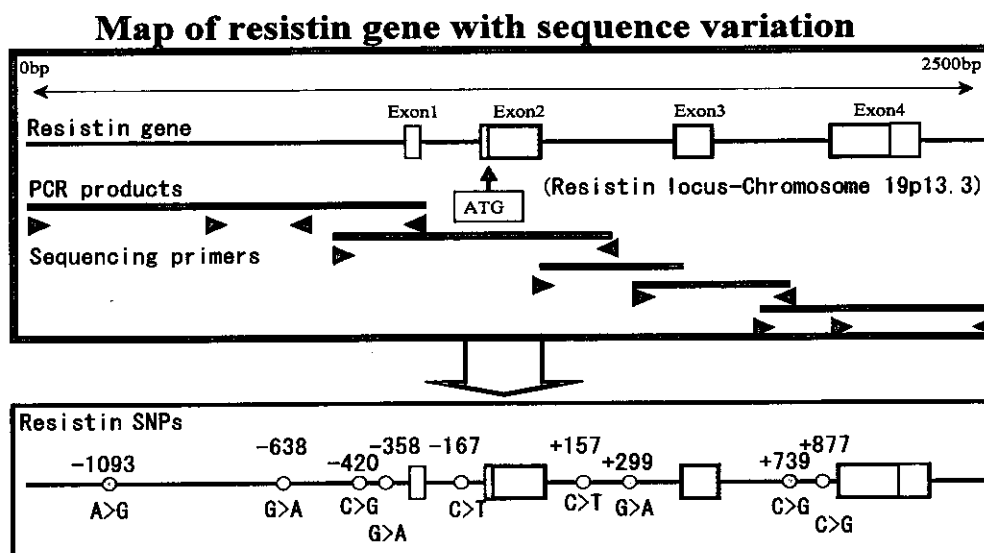 Map of resistin gene with sequence variation
0bp 2500bp
Exon1 Exon2 Exon3 Exon4
Resistin gene
PCR products (Resistin locus-Chromosome 19p13.3)
ATG
Sequencing primers
Resistin SNPs
-1093 -638 -420 -358 -167 +157 +299 +739 +877
A>G G>A C>G G>A C>T C>T G>A C>G C>G